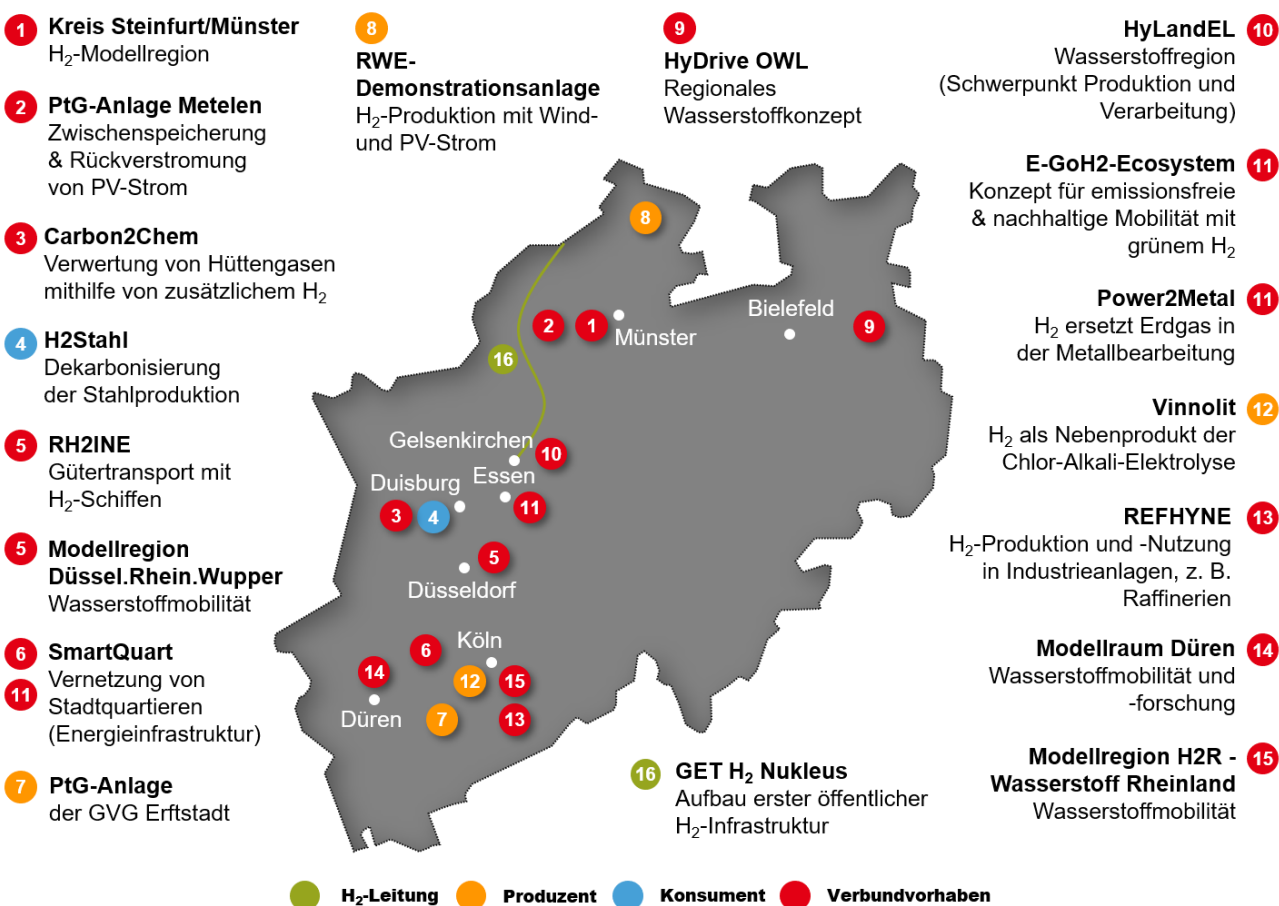 1 Kreis Steinfurt/Münster
H₂-Modellregion
2 PtG-Anlage Metelen
Zwischenspeicherung
& Rückverstromung
von PV-Strom
3 Carbon2Chem
Verwertung von Hüttengasen
mithilfe von zusätzlichem H₂
4 H2Stahl
Dekarbonisierung
der Stahlproduktion
5 RH2INE
Gütertransport mit
H₂-Schiffen
5 Modellregion
Düssel.Rhein.Wupper
Wasserstoffmobilität
6 SmartQuart
11 Vernetzung von
Stadtquartieren
(Energieinfrastruktur)
7 PtG-Anlage
der GVG Erftstadt
8
RWE-
Demonstrationsanlage
H₂-Produktion mit Wind-
und PV-Strom
9
HyDrive OWL
Regionales
Wasserstoffkonzept
HyLandEL 10
Wasserstoffregion
(Schwerpunkt Produktion und
Verarbeitung)
E-GoH2-Ecosystem 11
Konzept für emissionsfreie
& nachhaltige Mobilität mit
grünem H₂
Power2Metal 11
H₂ ersetzt Erdgas in
der Metallbearbeitung
Vinnolit 12
H₂ als Nebenprodukt der
Chlor-Alkali-Elektrolyse
REFHYNE 13
H₂-Produktion und -Nutzung
in Industrieanlagen, z. B.
Raffinerien
Modellraum Düren 14
Wasserstoffmobilität und
-forschung
Modellregion H2R - 15
Wasserstoff Rheinland
Wasserstoffmobilität
8
Bielefeld
2 1 9
Münster
16
Gelsenkirchen
10
Essen
Duisburg
3 4 11
5
Düsseldorf
Köln
6
14 12 15
Düren 7 13
16 GET H₂ Nukleus
Aufbau erster öffentlicher
H₂-Infrastruktur
H₂-Leitung Produzent Konsument Verbundvorhaben